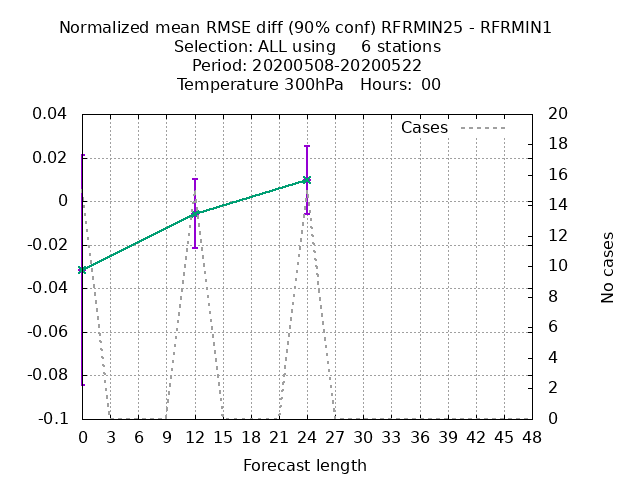 Normalized mean RMSE diff (90% conf) RFRMIN25 - RFRMIN1
Selection: ALL using     6 stations
Period: 20200508-20200522
Temperature 300hPa   Hours:  00
Cases
0.04
0.02
0
-0.02
-0.04
-0.06
-0.08
-0.1
20
18
16
14
12
10
8
6
4
2
0
No cases
0 3 6 9 12 15 18 21 24 27 30 33 36 39 42 45 48
Forecast length